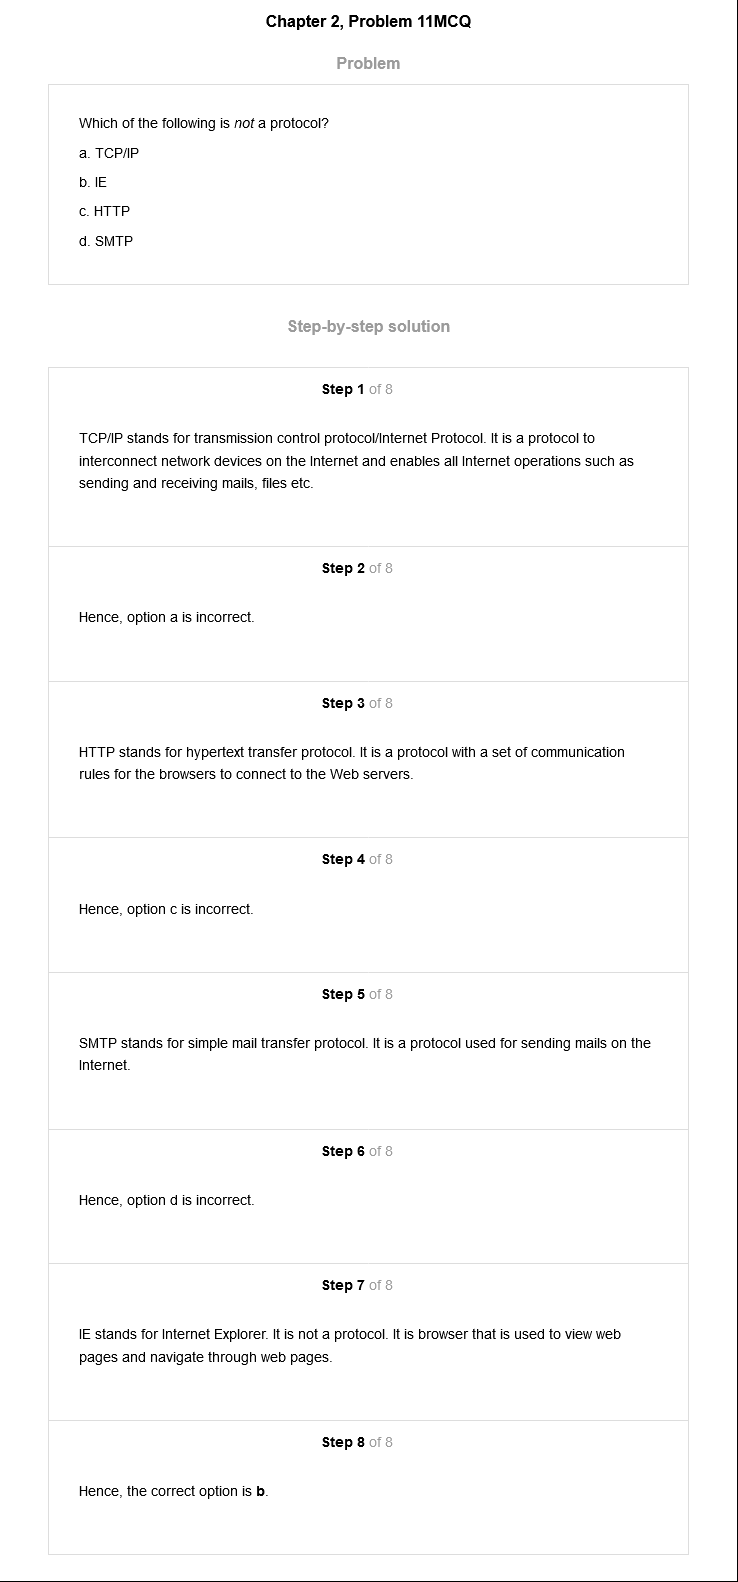 Chapter 2, Problem 11MCQ
Problem
Which of the following is not a protocol?
a. TCP/IP
b. IE
c. HTTP
d. SMTP
Step-by-step solution
Step 1 of 8
TCP/IP stands for transmission control protocol/Internet Protocol. It is a protocol to
interconnect network devices on the Internet and enables all Internet operations such as
sending and receiving mails, files etc.
Step 2 of 8
Hence, option a is incorrect.
Step 3 of 8
HTTP stands for hypertext transfer protocol. It is a protocol with a set of communication
rules for the browsers to connect to the Web servers.
Step 4 of 8
Hence, option c is incorrect.
Step 5 of 8
SMTP stands for simple mail transfer protocol. It is a protocol used for sending mails on the
Internet.
Step 6 of 8
Hence, option d is incorrect.
Step 7 of 8
IE stands for Internet Explorer. It is not a protocol. It is browser that is used to view web
pages and navigate through web pages.
Step 8 of 8
Hence, the correct option is b.